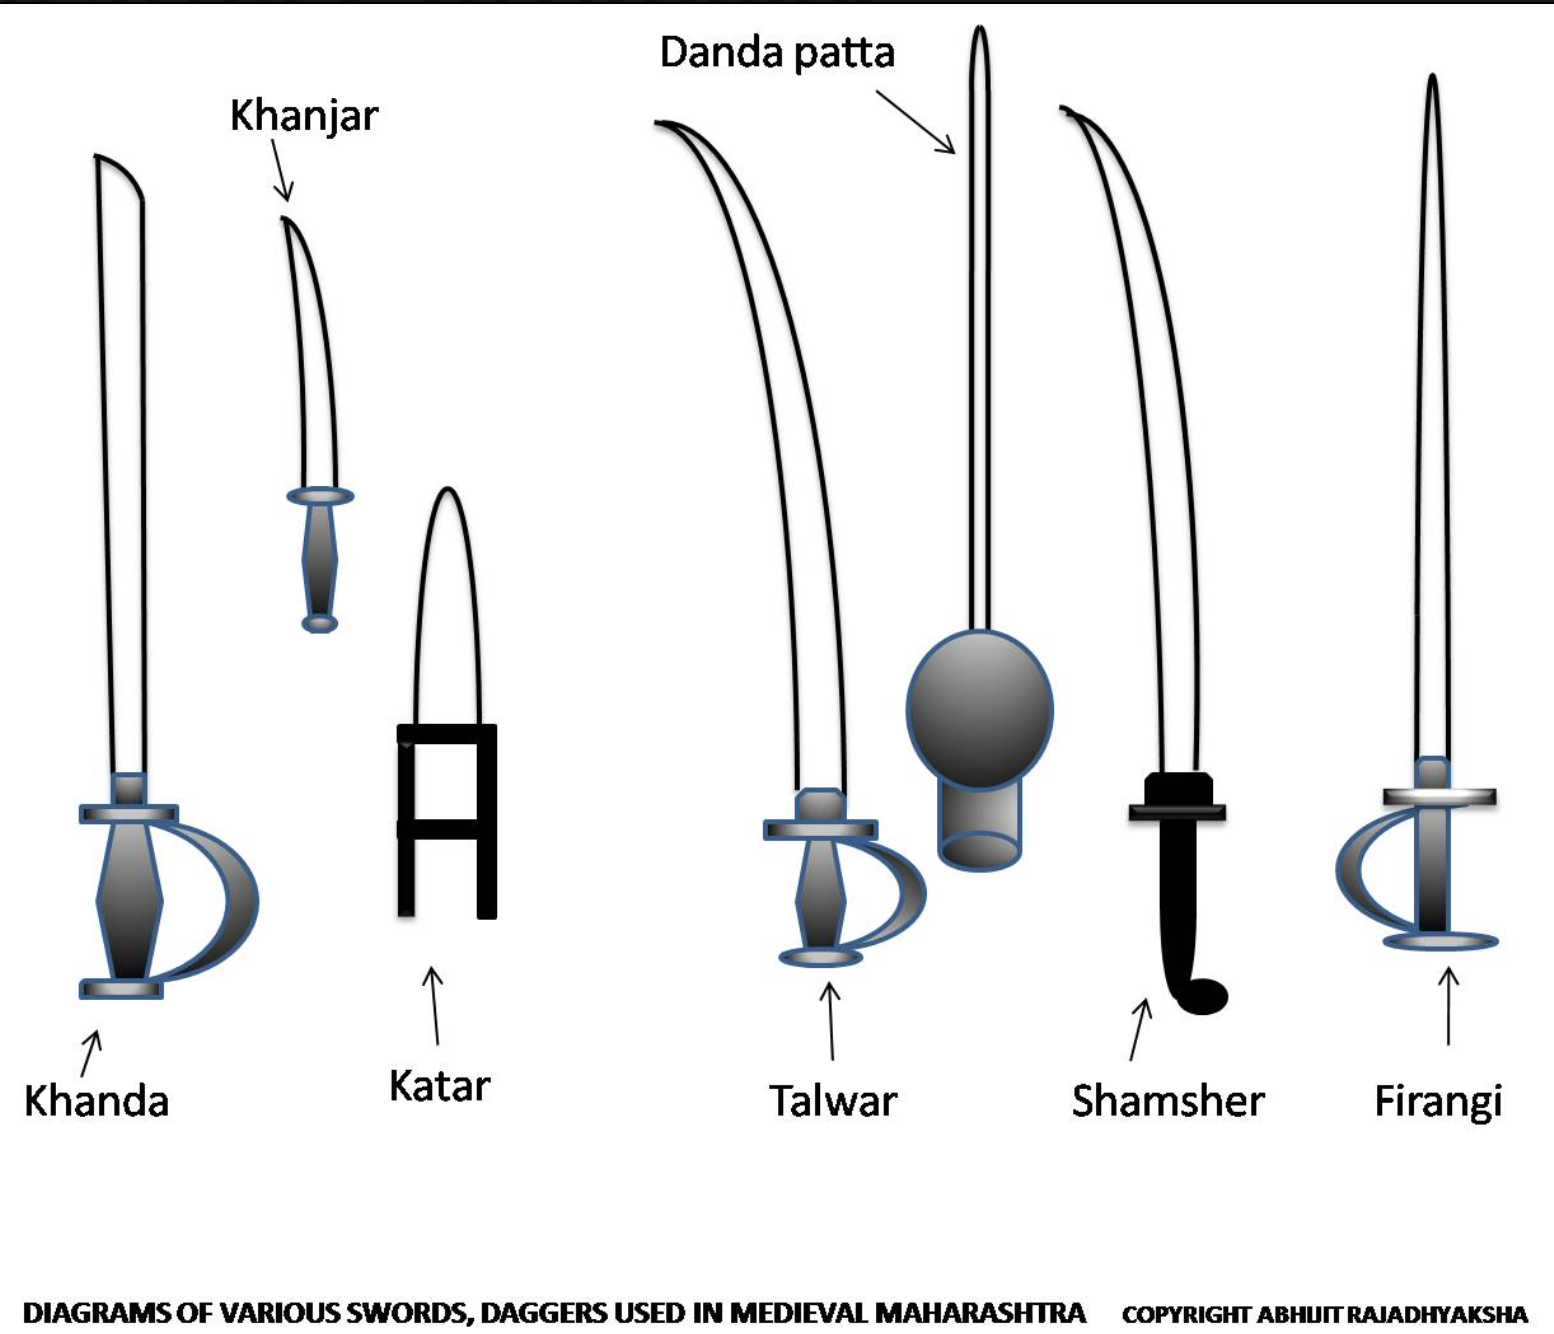 Danda patta
Khanjar
Katar
Khanda
Talwar
Shamsher
Firangi
DIAGRAMS OF VARIOUS SWORDS, DAGGERS USED IN MEDIEVAL MAHARASHTRA COPYRIGHT ABHIJIT RAJADHYAKSHA